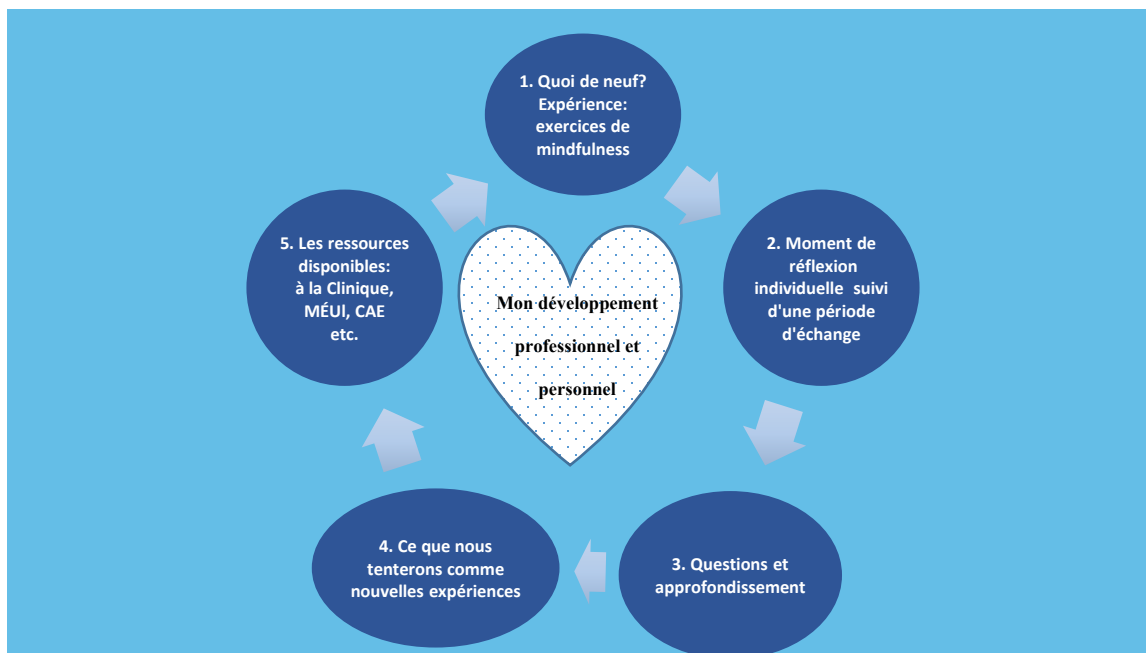 1. Quoi de neuf?
Expérience:
exercices de
mindfulness
2. Moment de
réflexion
individuelle suivi
d'une période
d'échange
3. Questions et
approfondissement
4. Ce que nous
tenterons comme
nouvelles expériences
5. Les ressources
disponibles:
à la Clinique,
MÉUI, CAE
etc.
Mon développement
professionnel et
personnel